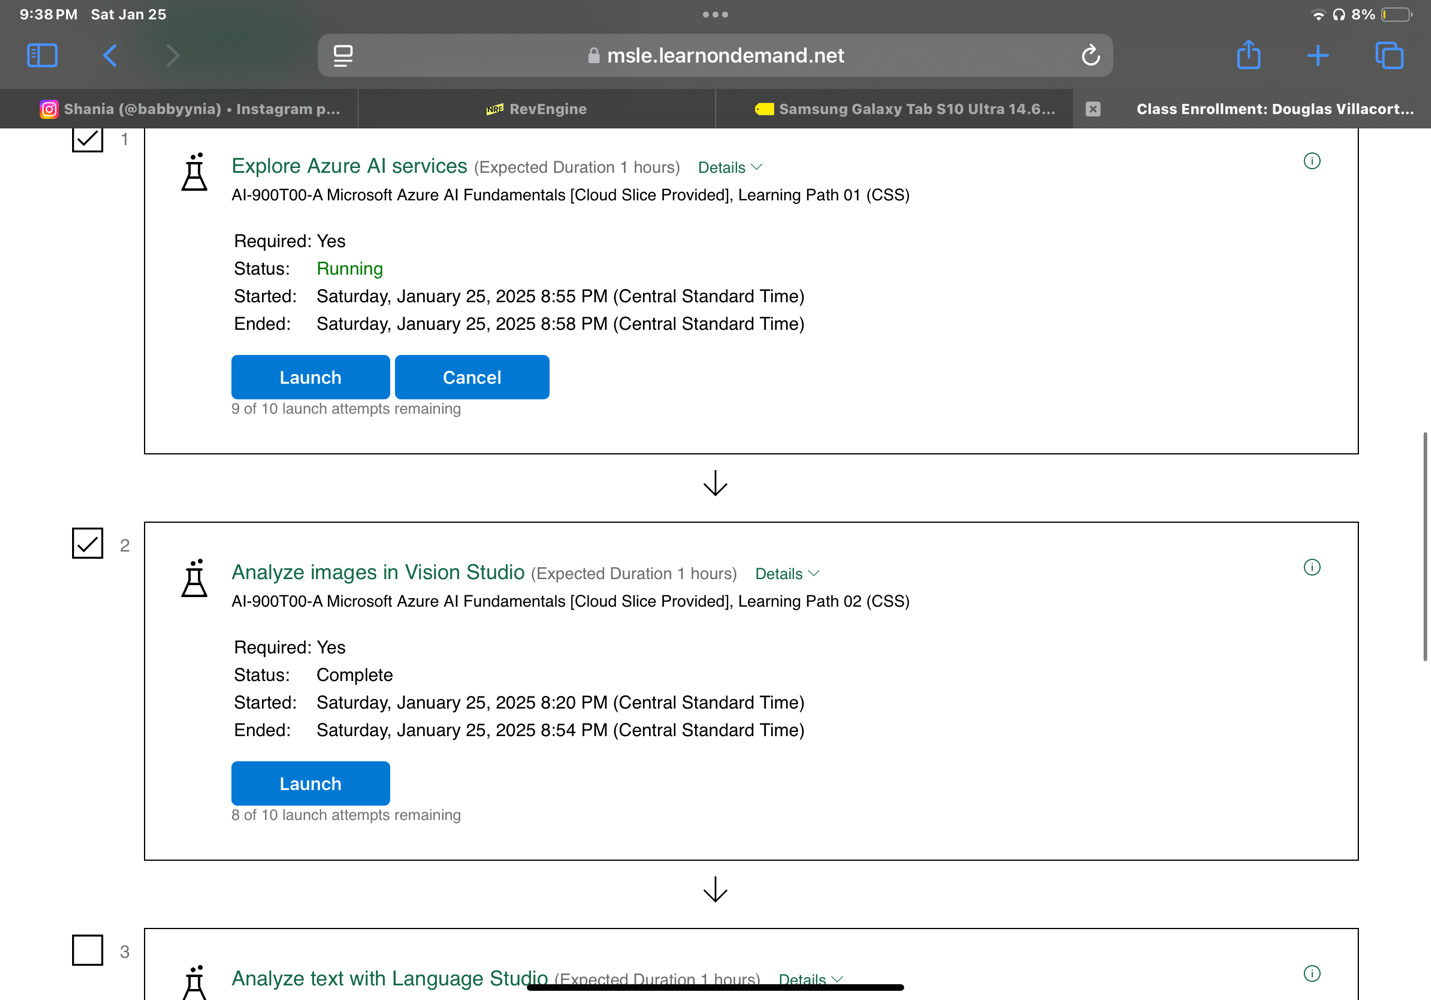 9:38 PM Sat Jan 25
8%
msle.learnondemand.net
Shania (@babbyynia) • Instagram p...
NRE RevEngine
Samsung Galaxy Tab S10 Ultra 14.6...
Class Enrollment: Douglas Villacort...
1
Explore Azure AI services (Expected Duration 1 hours) Details
AI-900T00-A Microsoft Azure AI Fundamentals [Cloud Slice Provided], Learning Path 01 (CSS)
Required: Yes
Status: Running
Started: Saturday, January 25, 2025 8:55 PM (Central Standard Time)
Ended: Saturday, January 25, 2025 8:58 PM (Central Standard Time)
Launch Cancel
9 of 10 launch attempts remaining
2
Analyze images in Vision Studio (Expected Duration 1 hours) Details
AI-900T00-A Microsoft Azure AI Fundamentals [Cloud Slice Provided], Learning Path 02 (CSS)
Required: Yes
Status: Complete
Started: Saturday, January 25, 2025 8:20 PM (Central Standard Time)
Ended: Saturday, January 25, 2025 8:54 PM (Central Standard Time)
Launch
8 of 10 launch attempts remaining
3
Analyze text with Language Studio (Expected Duration 1 hours) Details